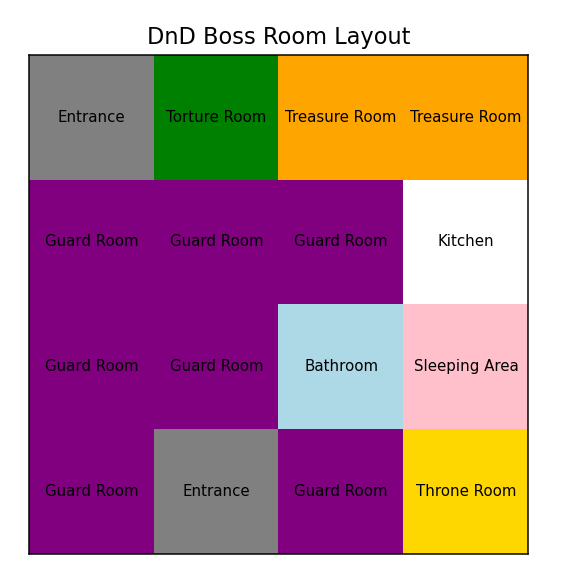 DnD Boss Room Layout
Entrance Torture Room Treasure Room Treasure Room
Guard Room Guard Room Guard Room Kitchen
Guard Room Guard Room Bathroom Sleeping Area
Guard Room Entrance Guard Room Throne Room